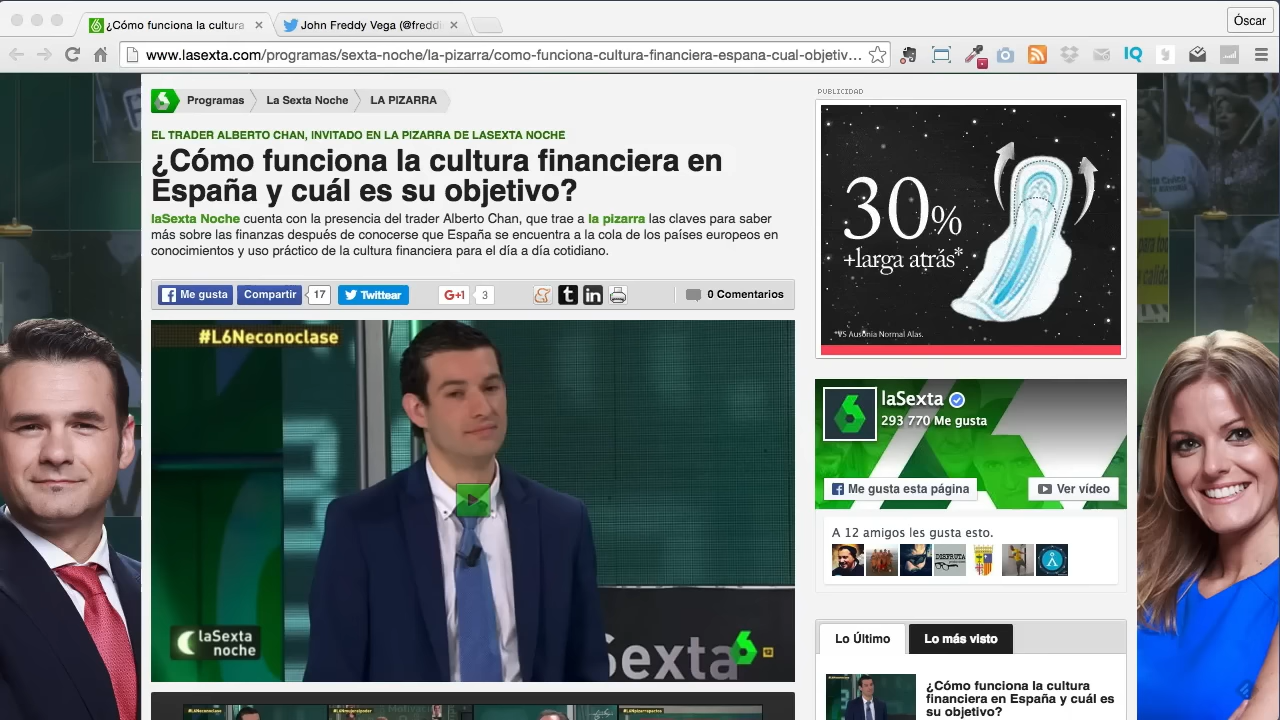 ¿Cómo funciona la cultura
John Freddy Vega (@freddi
Óscar
www.lasexta.com/programas/sexta-noche/la-pizarra/como-funciona-cultura-financiera-espana-cual-objetiv…
IQ
Programas
La Sexta Noche
LA PIZARRA
EL TRADER ALBERTO CHAN, INVITADO EN LA PIZARRA DE LASEXTA NOCHE
¿Cómo funciona la cultura financiera en
España y cuál es su objetivo?
laSexta Noche cuenta con la presencia del trader Alberto Chan, que trae a la pizarra las claves para saber
más sobre las finanzas después de conocerse que España se encuentra a la cola de los países europeos en
conocimientos y uso práctico de la cultura financiera para el día a día cotidiano.
Me gusta
Compartir
17
Twittear
G+1
3
0 Comentarios
#L6Neconoclase
laSexta
noche
sexta
12
PUBLICIDAD
30%
+larga atrás*
*VS Ausonia Normal Alas.
laSexta
293 770 Me gusta
Me gusta esta página
Ver vídeo
A 12 amigos les gusta esto.
DISFRUTA
Lo Último
Lo más visto
¿Cómo funciona la cultura
financiera en España y cuál es
su objetivo?